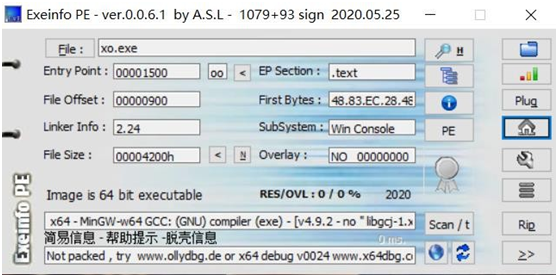 Exeinfo PE - ver.0.0.6.1 by A.S.L - 1079+93 sign 2020.05.25
File : xo.exe H
Entry Point : 00001500 oo < EP Section : .text
File Offset : 00000900 First Bytes : 48.83.EC.28.48 Plug
Linker Info : 2.24 SubSystem : Win Console PE
File Size : 00004200h < N Overlay : NO 00000000
Image is 64 bit executable RES/OVL : 0 / 0 % 2020
x64 - MinGW-w64 GCC: (GNU) compiler (exe) - [v4.9.2 - no " libgcj-1.x Scan / t Rip
简易信息 - 帮助提示 -脱壳信息 0 ms.
Not packed , try www.ollydbg.de or x64 debug v0024 www.x64dbg.c >>
Exeinfo PE